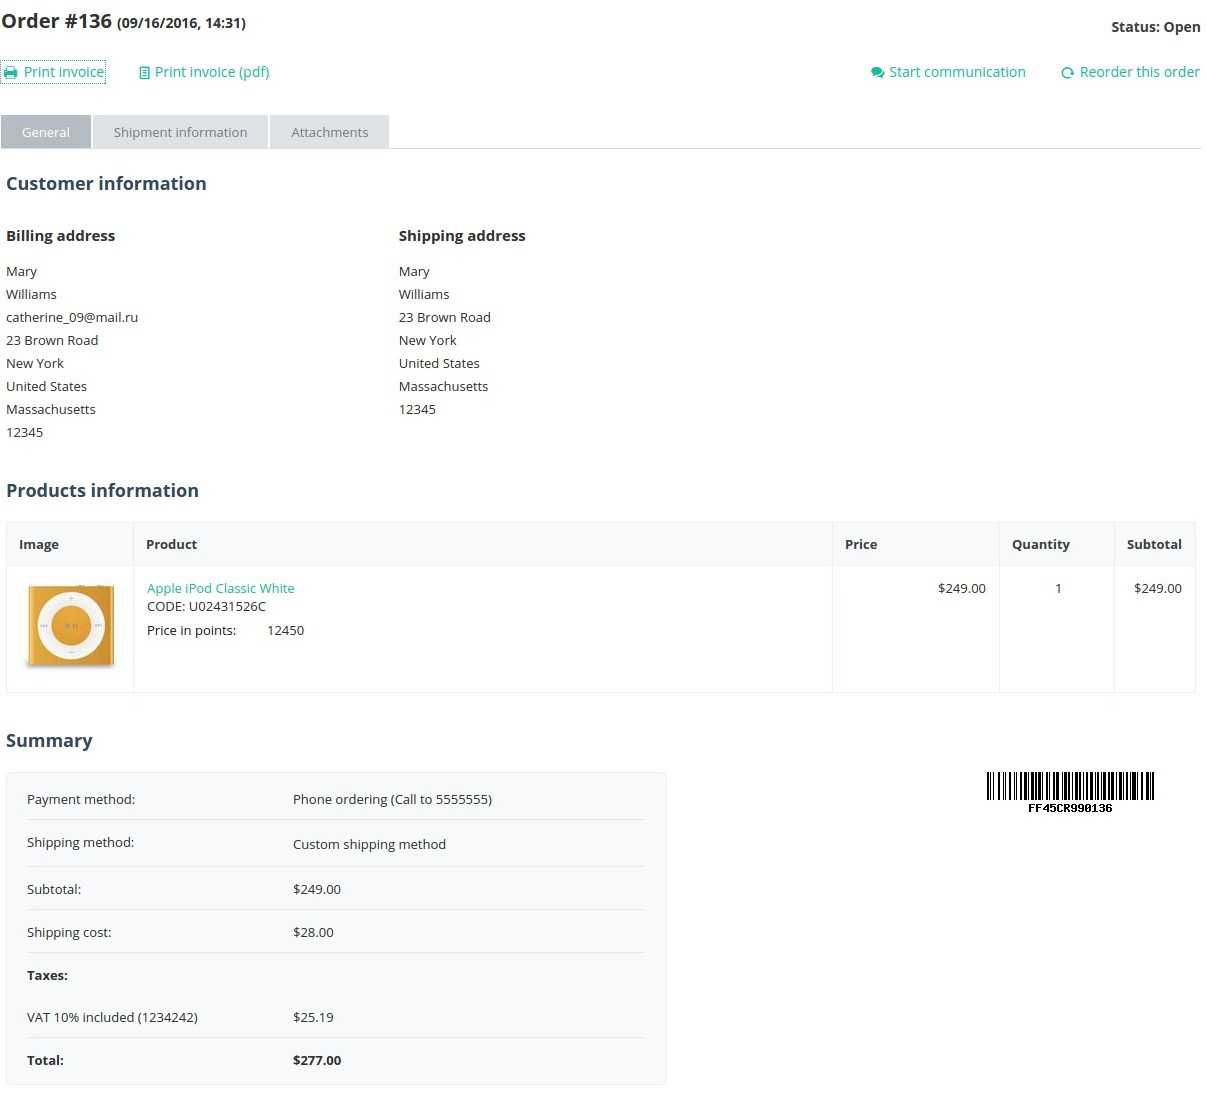 Order #136 (09/16/2016, 14:31)
Status: Open
Print invoice
Print invoice (pdf)
Start communication
Reorder this order
General
Shipment information
Attachments
Customer information
Billing address
Mary
Williams
catherine_09@mail.ru
23 Brown Road
New York
United States
Massachusetts
12345
Shipping address
Mary
Williams
23 Brown Road
New York
United States
Massachusetts
12345
Products information
Image Product Price Quantity Subtotal
Apple iPod Classic White $249.00 1 $249.00
CODE: U02431526C
Price in points: 12450
Summary
Payment method: Phone ordering (Call to 5555555)
Shipping method: Custom shipping method
Subtotal: $249.00
Shipping cost: $28.00
Taxes:
VAT 10% included (1234242) $25.19
Total: $277.00
FF45CR990136